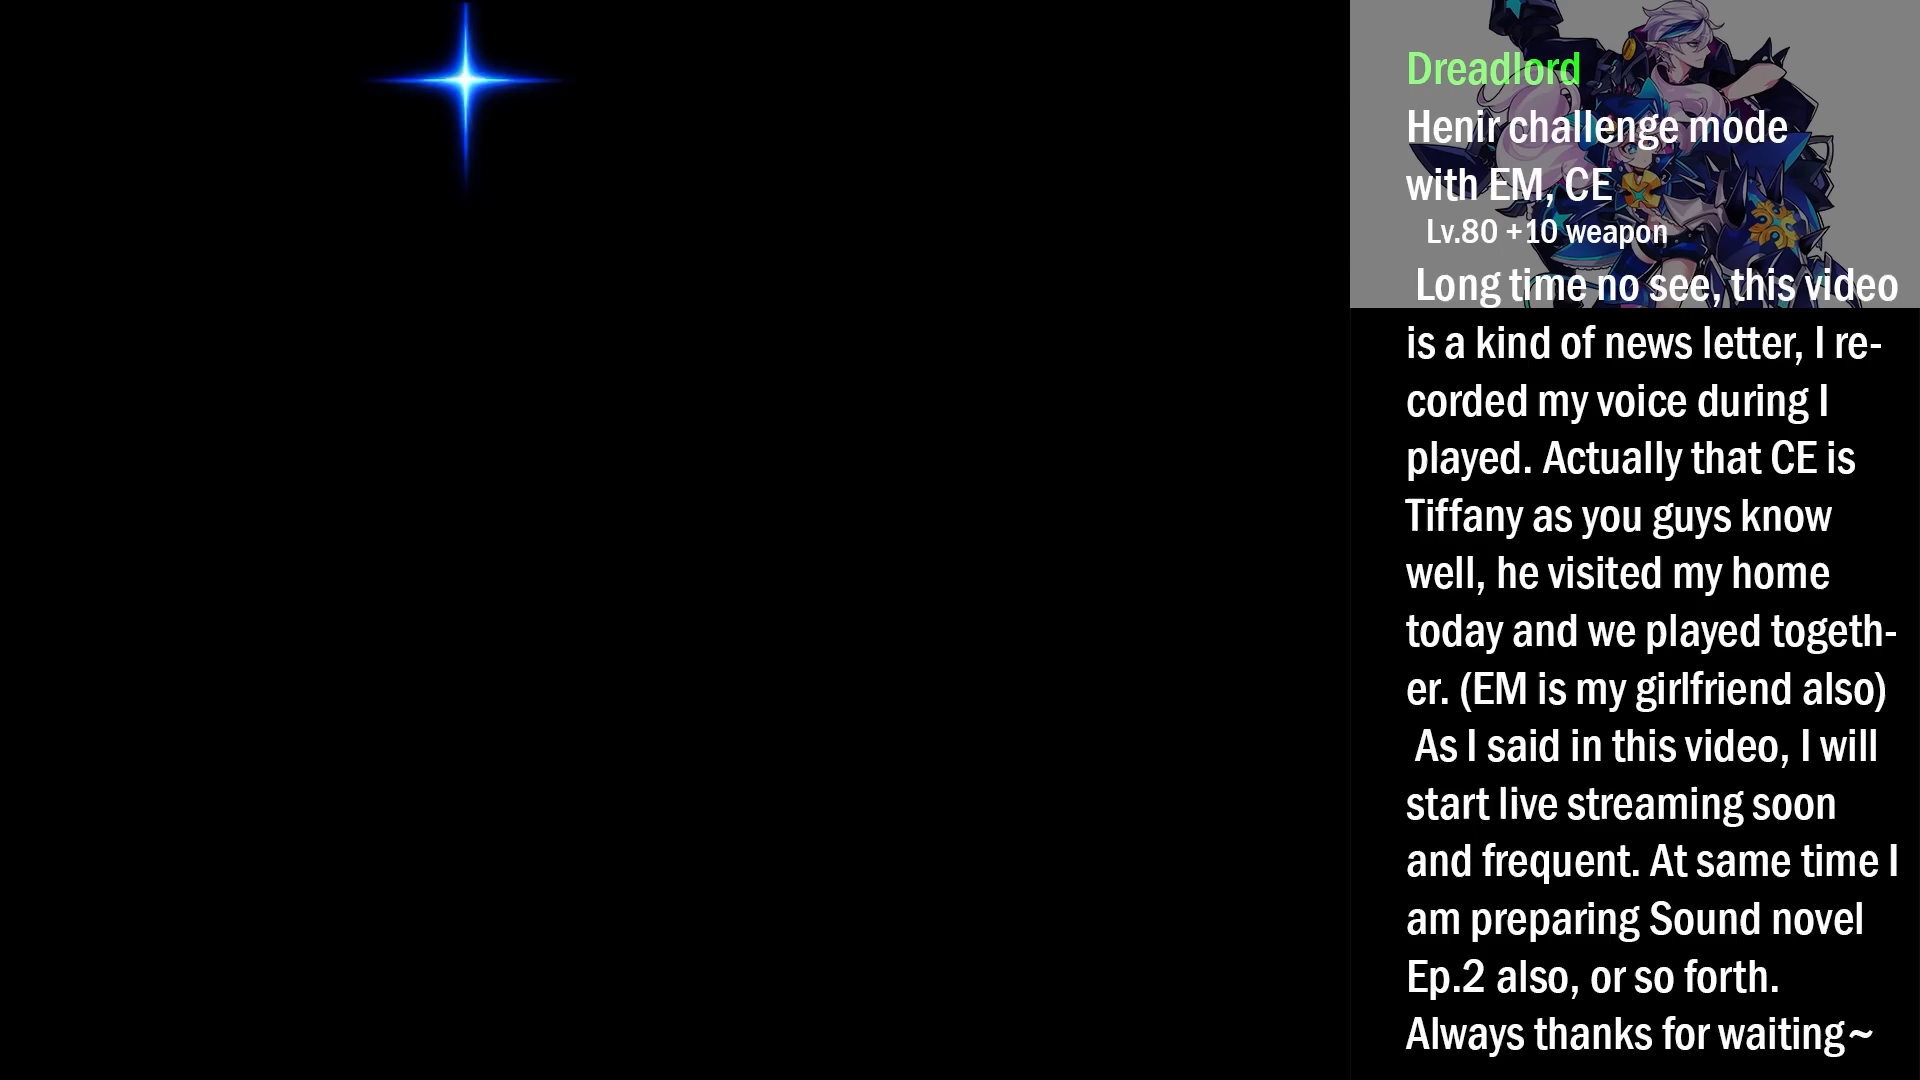 Dreadlord
Henir challenge mode
with EM, CE
Lv.80 +10 weapon
Long time no see, this video
is a kind of news letter, I re-
corded my voice during I
played. Actually that CE is
Tiffany as you guys know
well, he visited my home
today and we played togeth-
er. (EM is my girlfriend also)
As I said in this video, I will
start live streaming soon
and frequent. At same time I
am preparing Sound novel
Ep.2 also, or so forth.
Always thanks for waiting~